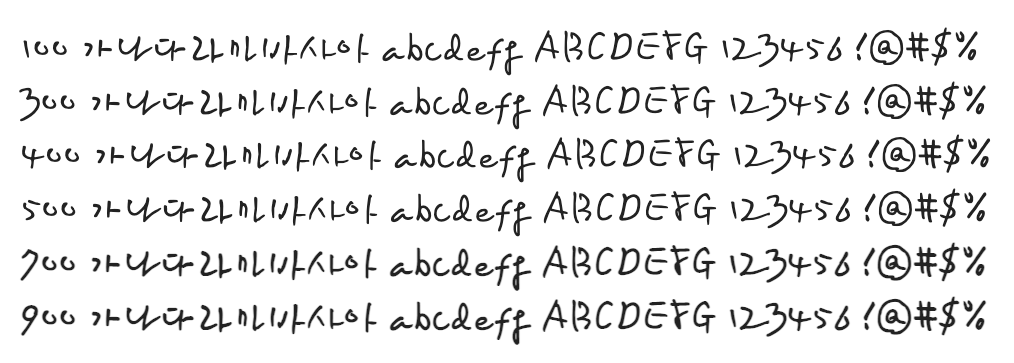 100 가나다라마바사아 abcdefg ABCDEFG 123456 !@#$%
300 가나다라마바사아 abcdefg ABCDEFG 123456 !@#$%
400 가나다라마바사아 abcdefg ABCDEFG 123456 !@#$%
500 가나다라마바사아 abcdefg ABCDEFG 123456 !@#$%
700 가나다라마바사아 abcdefg ABCDEFG 123456 !@#$%
900 가나다라마바사아 abcdefg ABCDEFG 123456 !@#$%